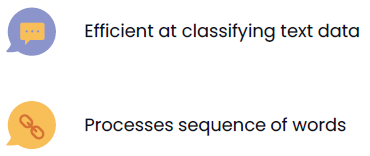 Efficient at classifying text data
Processes sequence of words